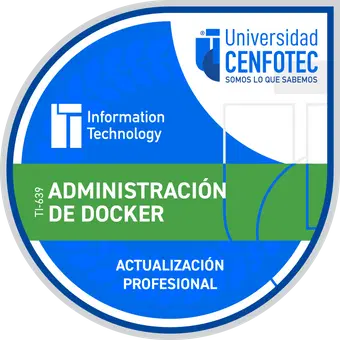 Universidad
CENFOTEC
SOMOS LO QUE SABEMOS
Information
Technology
TI-639
ADMINISTRACIÓN
DE DOCKER
ACTUALIZACIÓN
PROFESIONAL